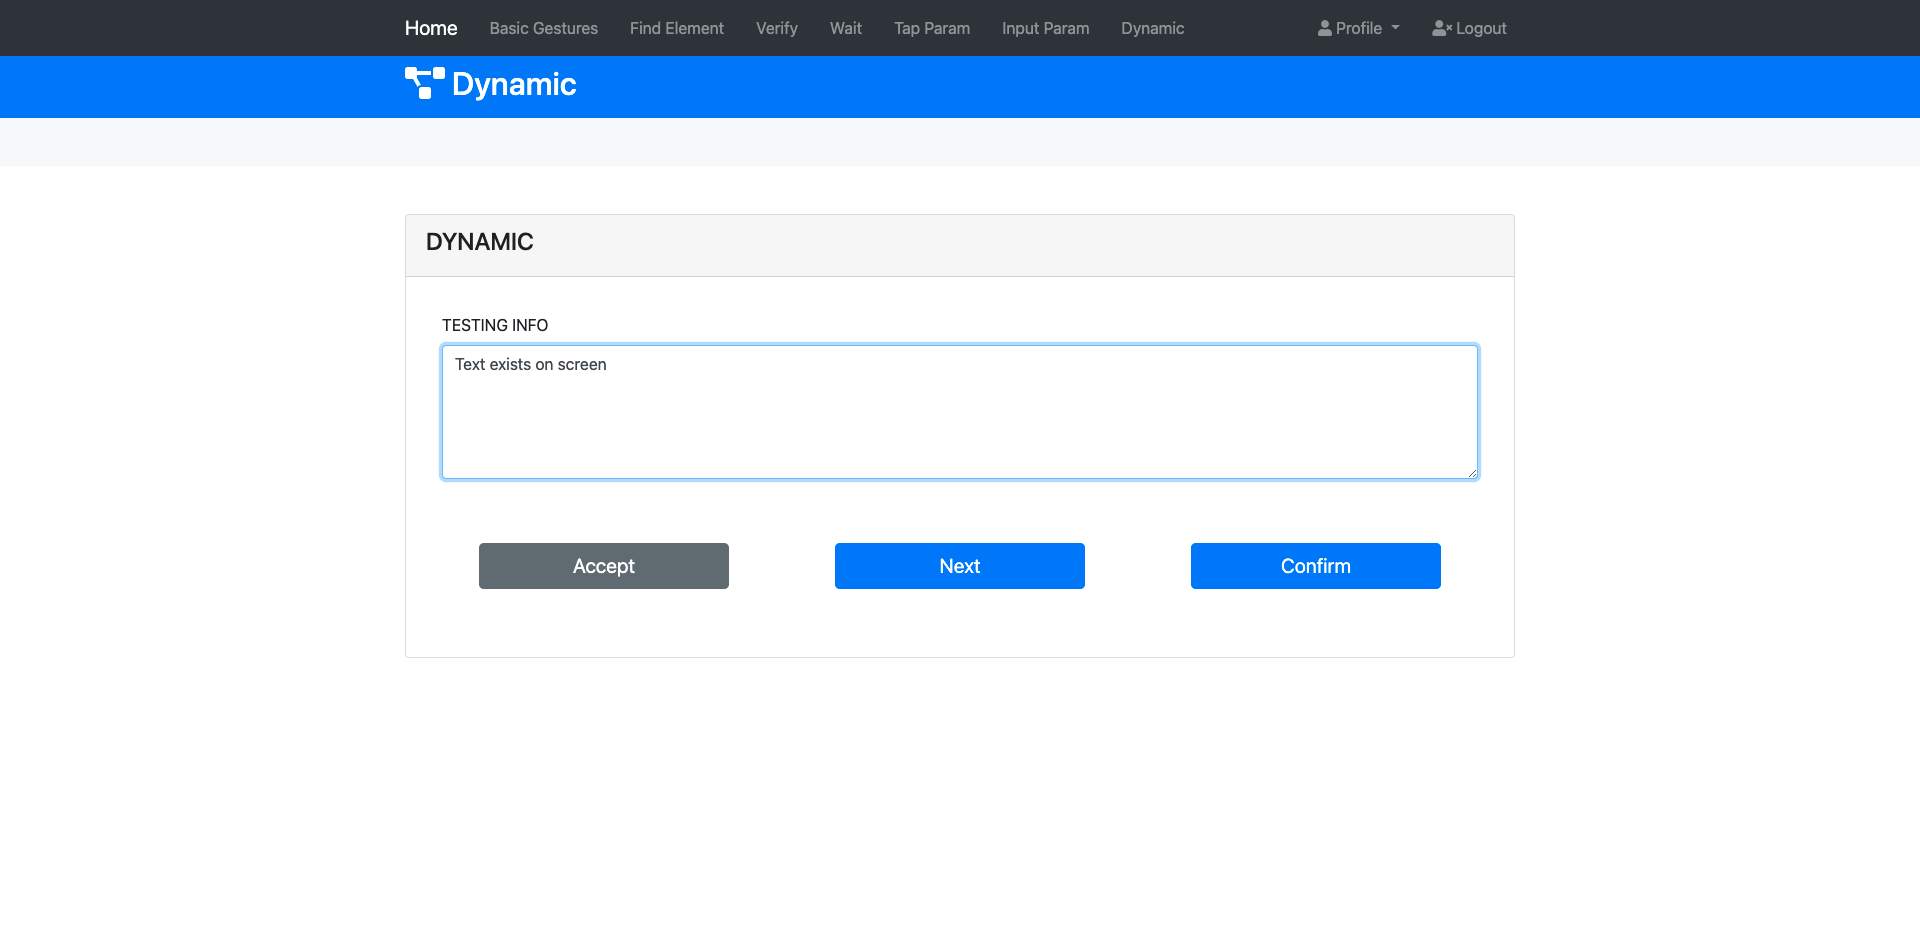 Home Basic Gestures Find Element Verify Wait Tap Param Input Param Dynamic Profile Logout
Dynamic
DYNAMIC
TESTING INFO
Text exists on screen
Accept Next Confirm